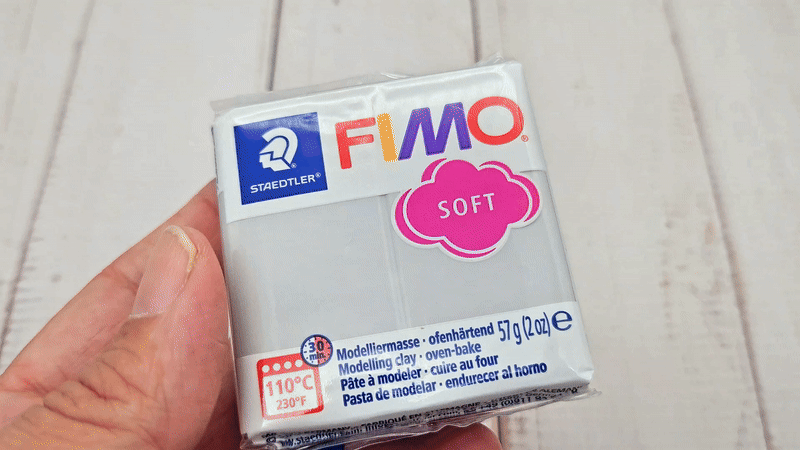 STAEDTLER®
FIMO®
SOFT
30 min.
110°C
230°F
Modelliermasse · ofenhärtend
57 g (2 oz) e
Modelling clay · oven-bake
Pâte à modeler · cuire au four
Pasta de modelar · endurecer al horno